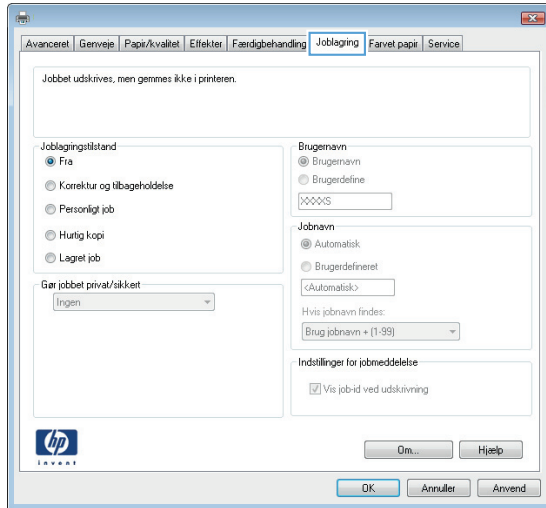 Avanceret Genveje Papir/kvalitet Effekter Færdigbehandling Joblagring Farvet papir Service
Jobbet udskrives, men gemmes ikke i printeren.
Joblagringstilstand
Fra
Korrektur og tilbageholdelse
Personligt job
Hurtig kopi
Lagret job
Gør jobbet privat/sikkert
Ingen
Brugernavn
Brugernavn
Brugerdefine
XXXXS
Jobnavn
Automatisk
Brugerdefineret
<Automatisk>
Hvis jobnavn findes:
Brug jobnavn + (1-99)
Indstillinger for jobmeddelelse
Vis job-id ved udskrivning
hp
invent
Om...
Hjælp
OK
Annuller
Anvend